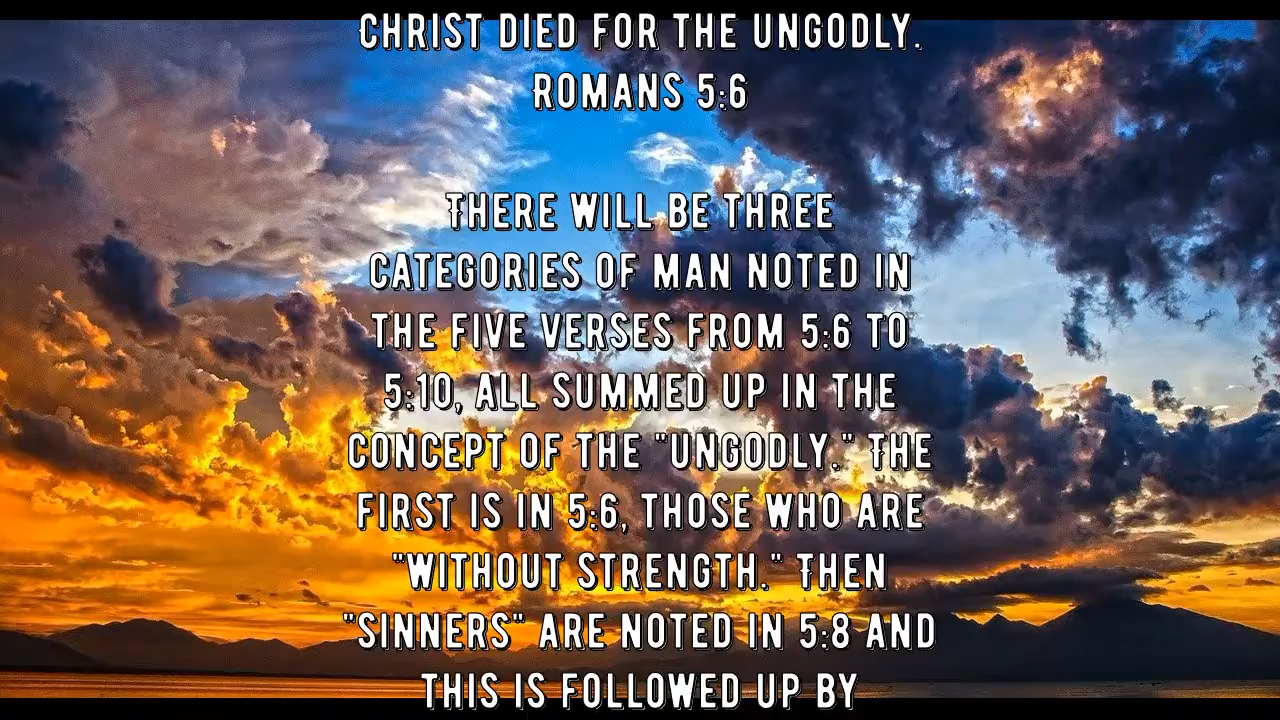 CHRIST DIED FOR THE UNGODLY.
ROMANS 5:6
THERE WILL BE THREE
CATEGORIES OF MAN NOTED IN
THE FIVE VERSES FROM 5:6 TO
5:10, ALL SUMMED UP IN THE
CONCEPT OF THE "UNGODLY." THE
FIRST IS IN 5:6, THOSE WHO ARE
"WITHOUT STRENGTH." THEN
"SINNERS" ARE NOTED IN 5:8 AND
THIS IS FOLLOWED UP BY